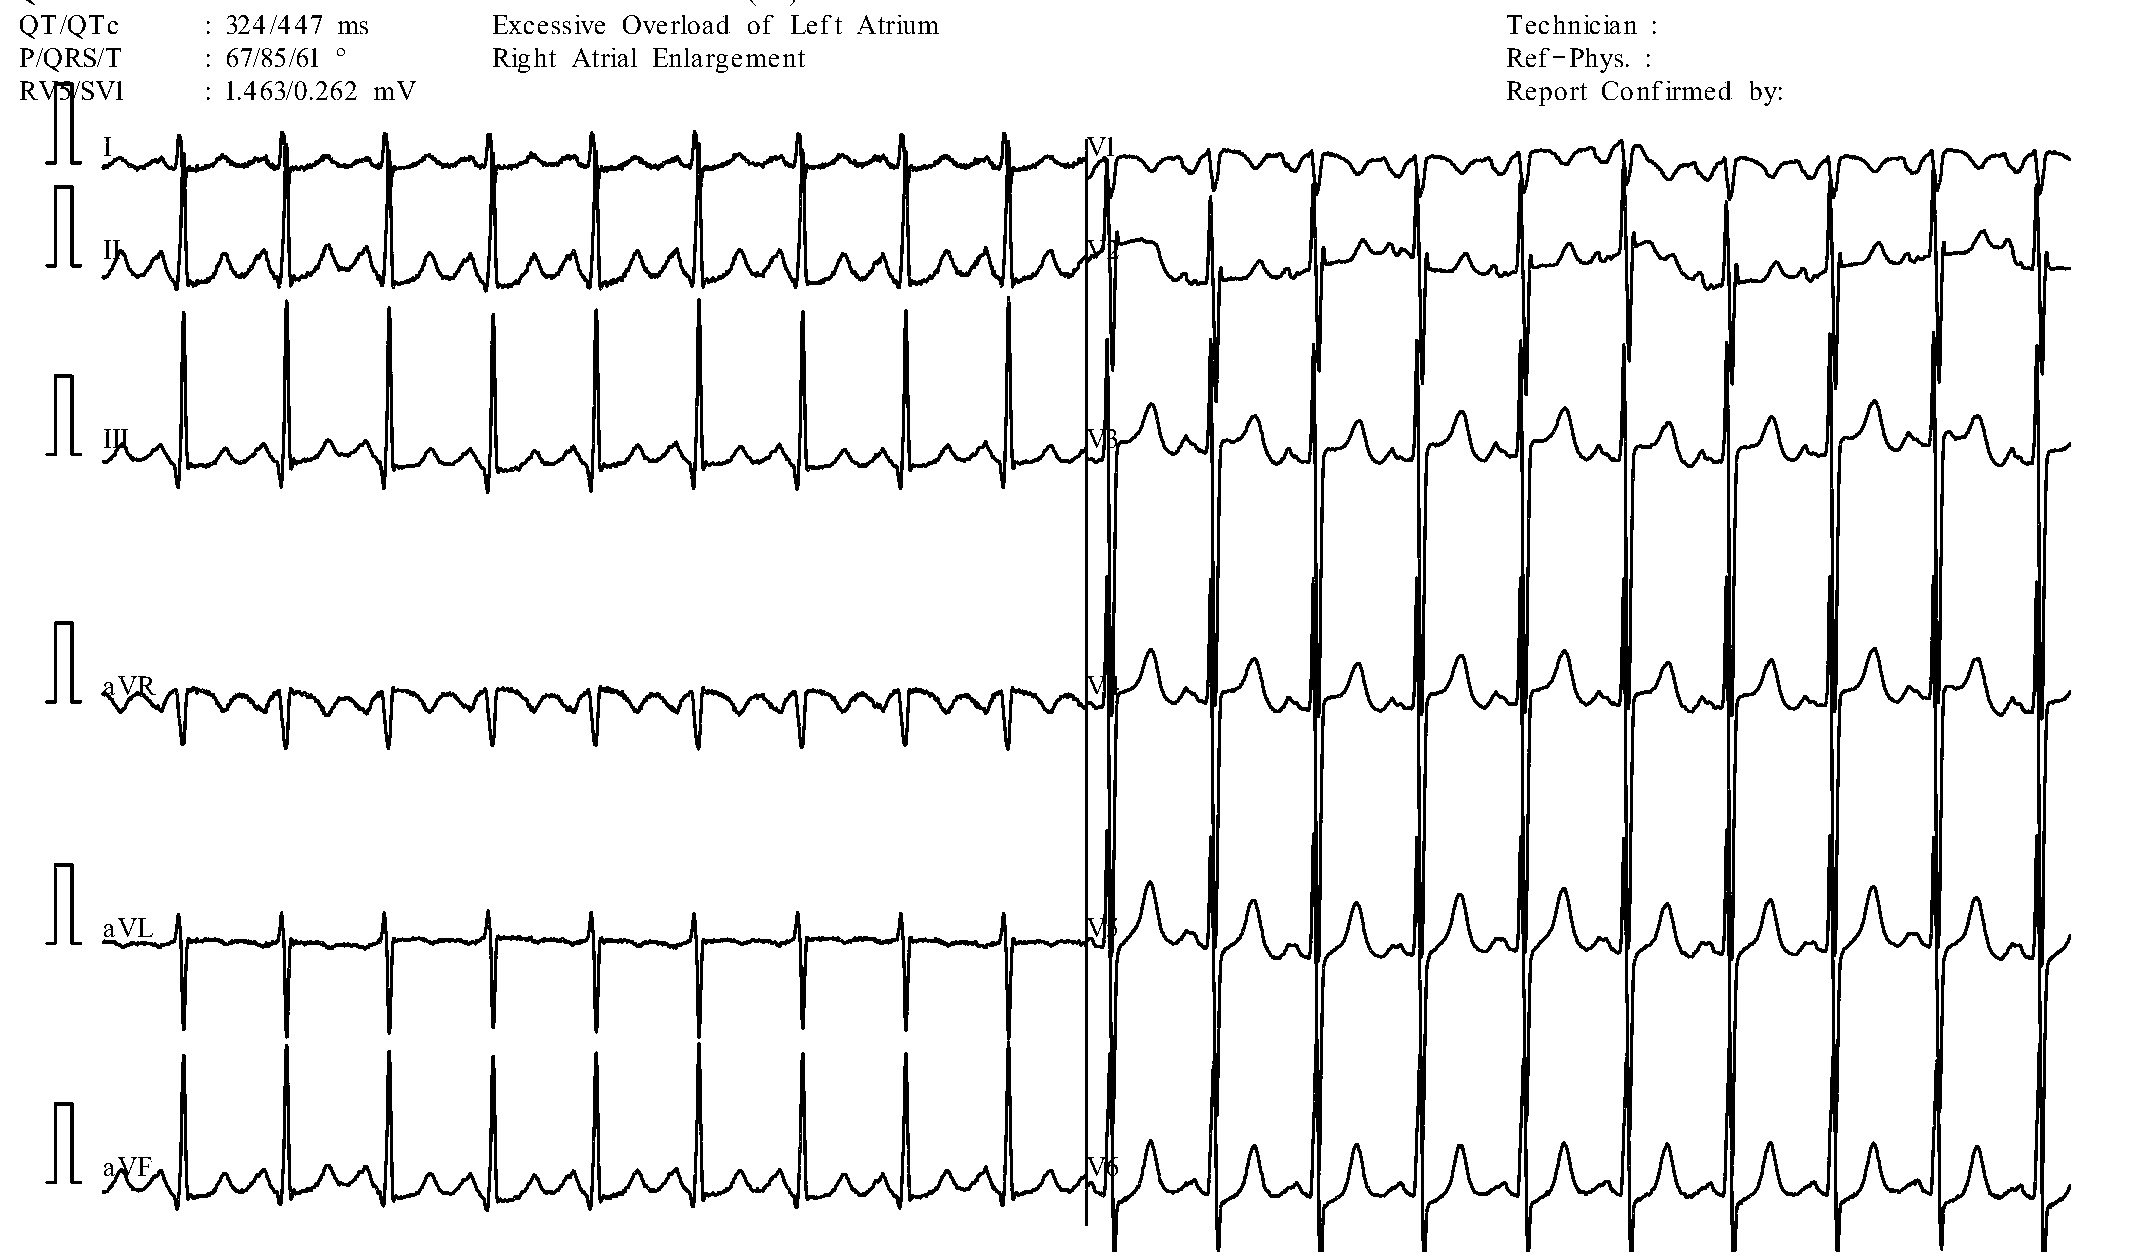 QT/QTc : 324/447 ms Excessive Overload of Left Atrium Technician :
P/QRS/T : 67/85/61 ° Right Atrial Enlargement Ref-Phys. :
RV5/SV1 : 1.463/0.262 mV Report Confirmed by:
I V1
II V2
III V3
aVR
aVL V5
aVF V6